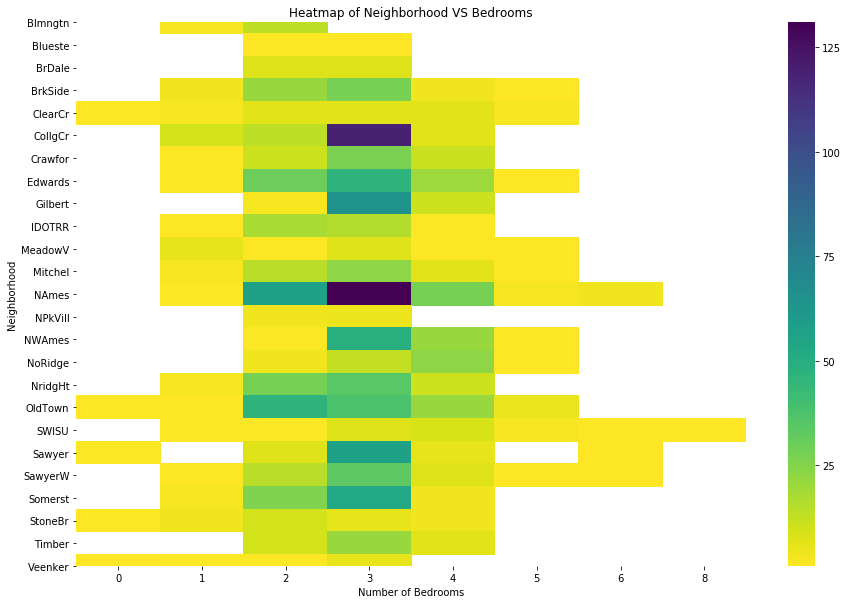 Heatmap of Neighborhood VS Bedrooms
Neighborhood
Blmngtn
Blueste
BrDale
BrkSide
ClearCr
CollgCr
Crawfor
Edwards
Gilbert
IDOTRR
MeadowV
Mitchel
NAmes
NPkVill
NWAmes
NoRidge
NridgHt
OldTown
SWISU
Sawyer
SawyerW
Somerst
StoneBr
Timber
Veenker
0 1 2 3 4 5 6 8
Number of Bedrooms
125
100
75
50
25